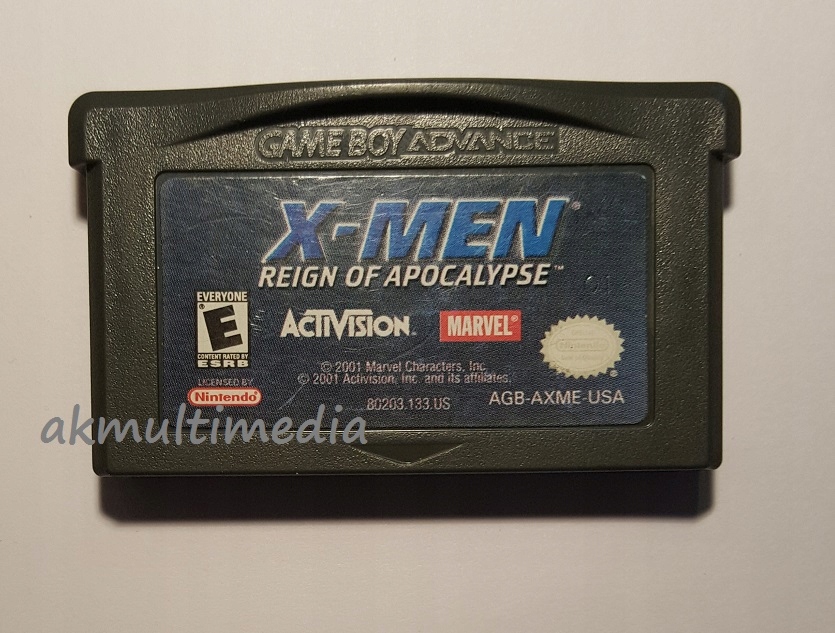 GAME BOY ADVANCE
X-MEN®
REIGN OF APOCALYPSE™
EVERYONE
E
CONTENT RATED BY
ESRB
ACTIVISION.
MARVEL®
© 2001 Marvel Characters, Inc.
© 2001 Activision, Inc. and its affiliates.
LICENSED BY
Nintendo®
80203.133.US
AGB-AXME-USA
akmultimedia